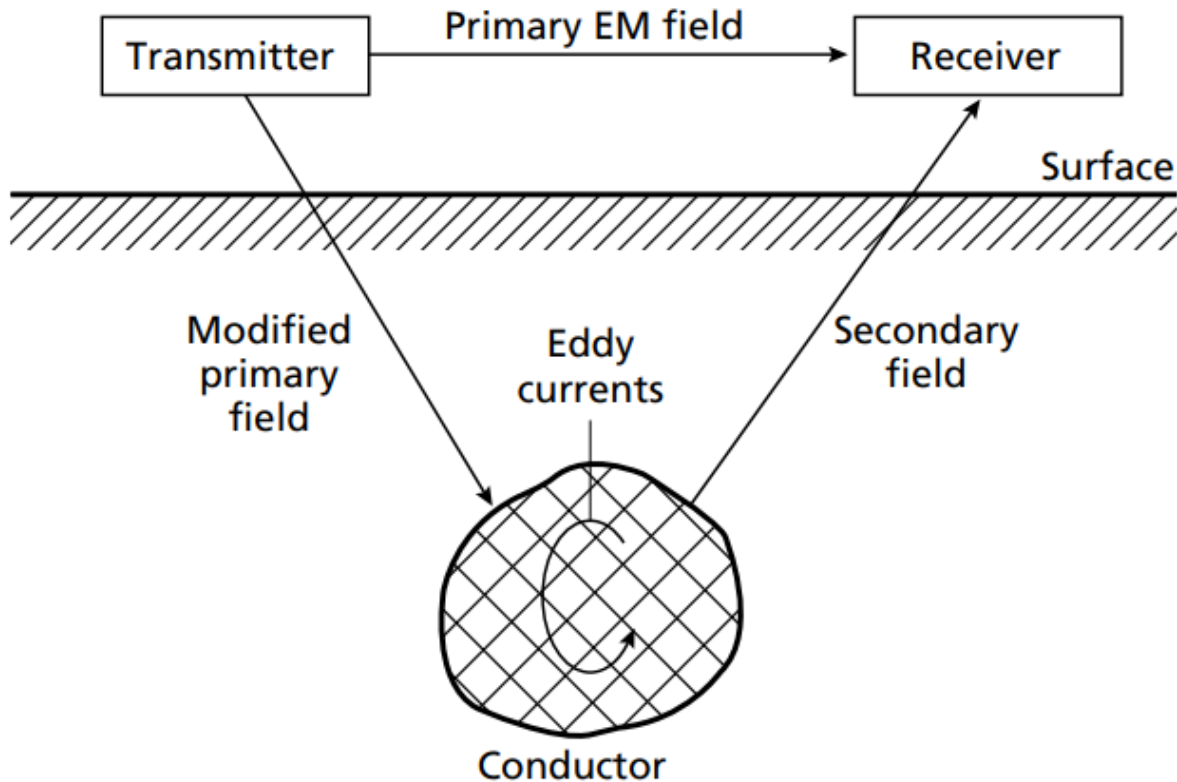 Primary EM field
Transmitter
Receiver
Surface
Modified
primary
field
Eddy
currents
Secondary
field
Conductor